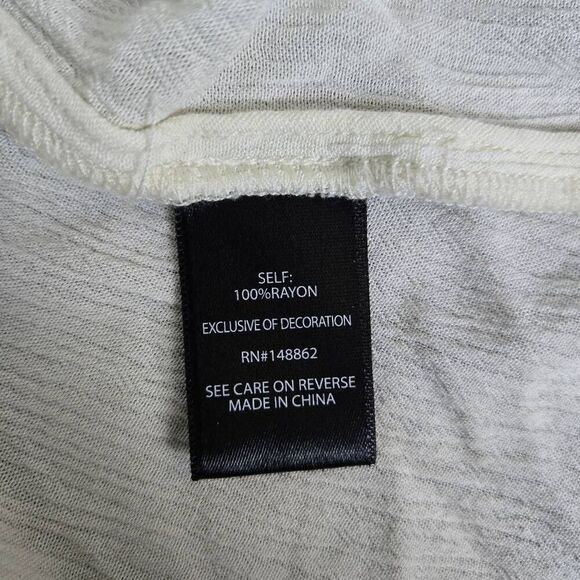 SELF:
100%RAYON
EXCLUSIVE OF DECORATION
RN#148862
SEE CARE ON REVERSE
MADE IN CHINA